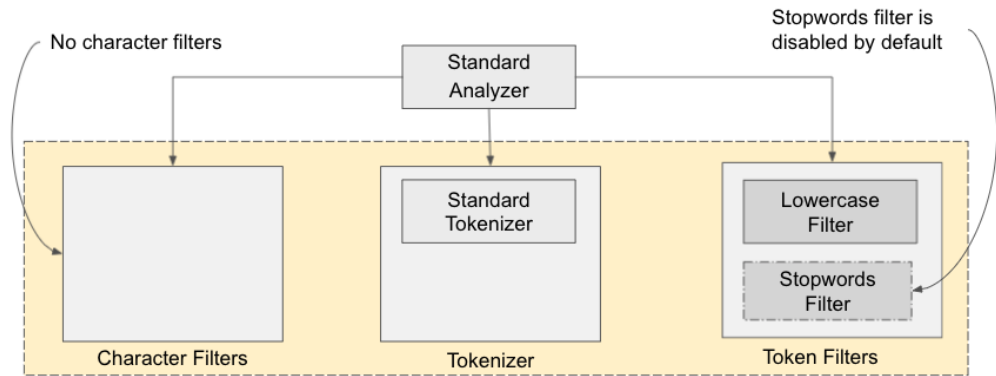 No character filters
Stopwords filter is
disabled by default
Standard
Analyzer
Standard
Tokenizer
Lowercase
Filter
Stopwords
Filter
Character Filters
Tokenizer
Token Filters